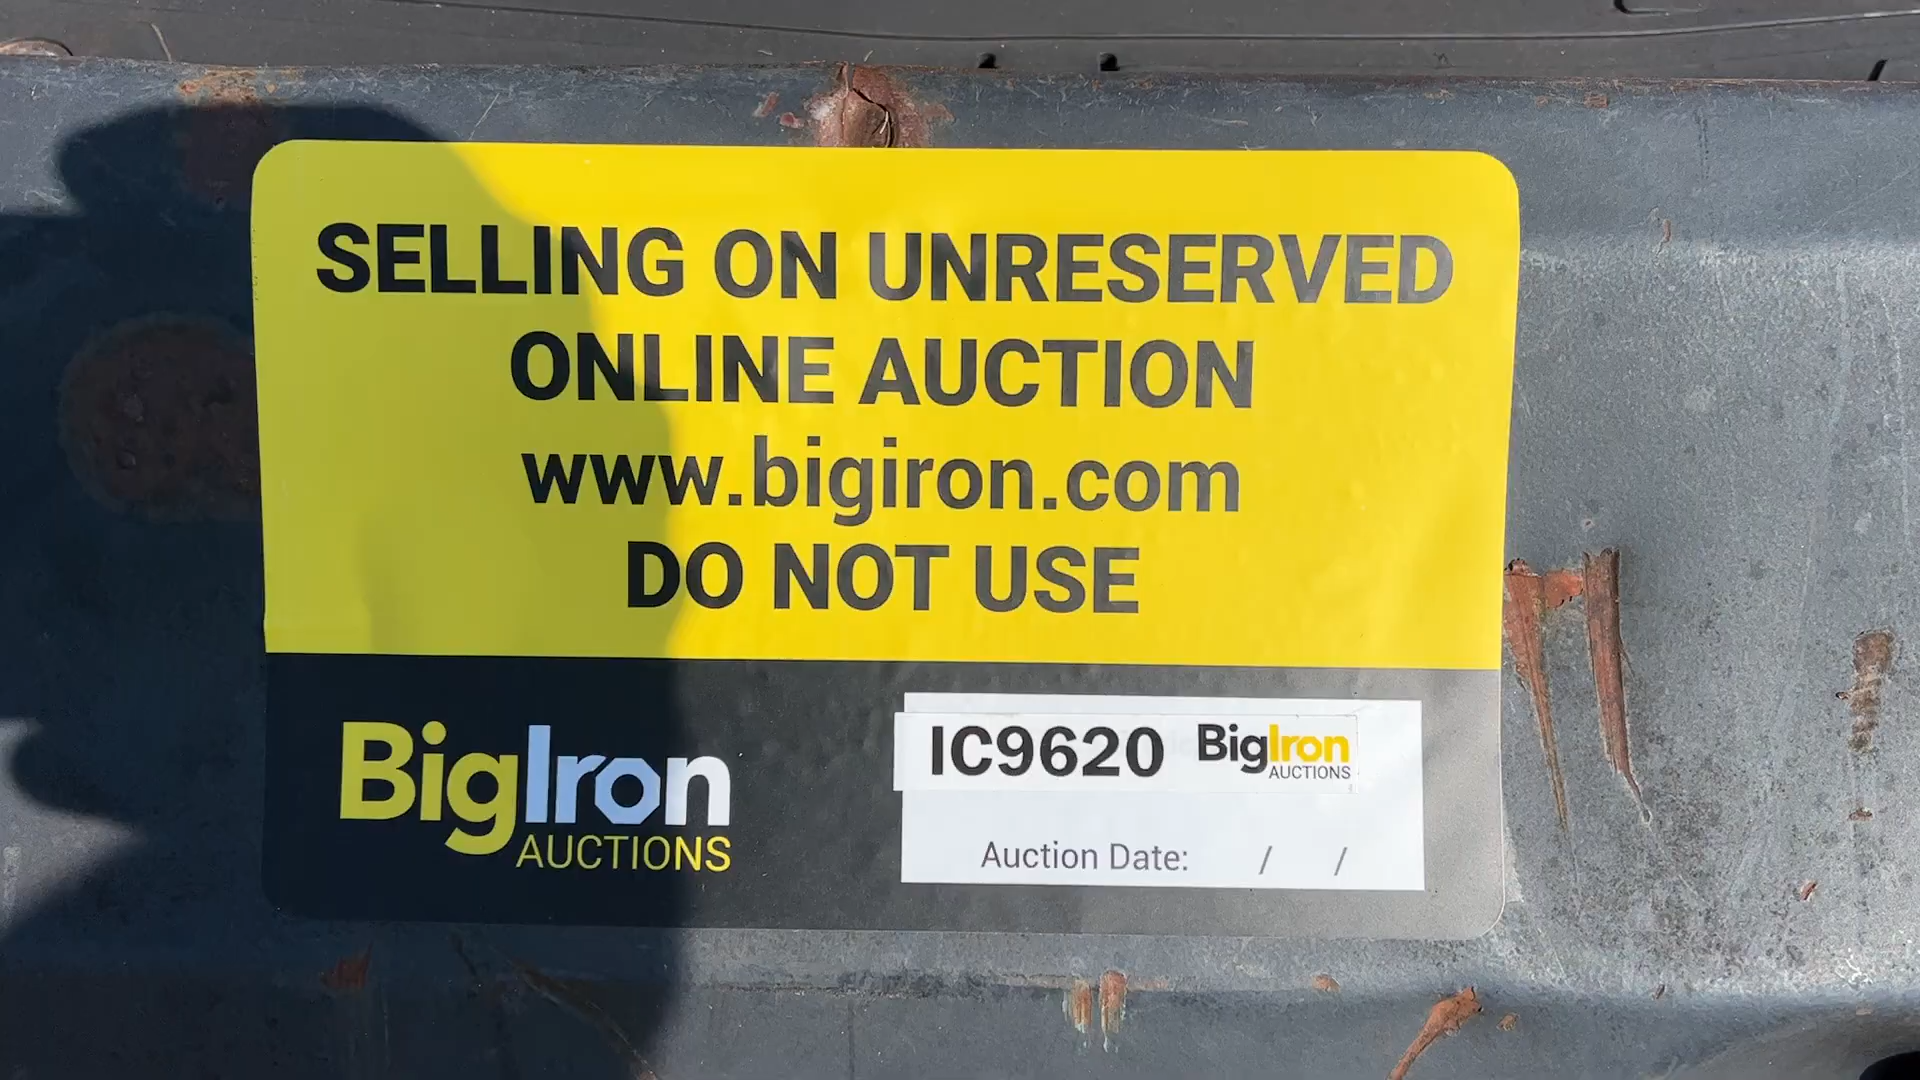 SELLING ON UNRESERVED
ONLINE AUCTION
www.bigiron.com
DO NOT USE
BigIron
AUCTIONS
IC9620 BigIron
AUCTIONS
Auction Date: / /